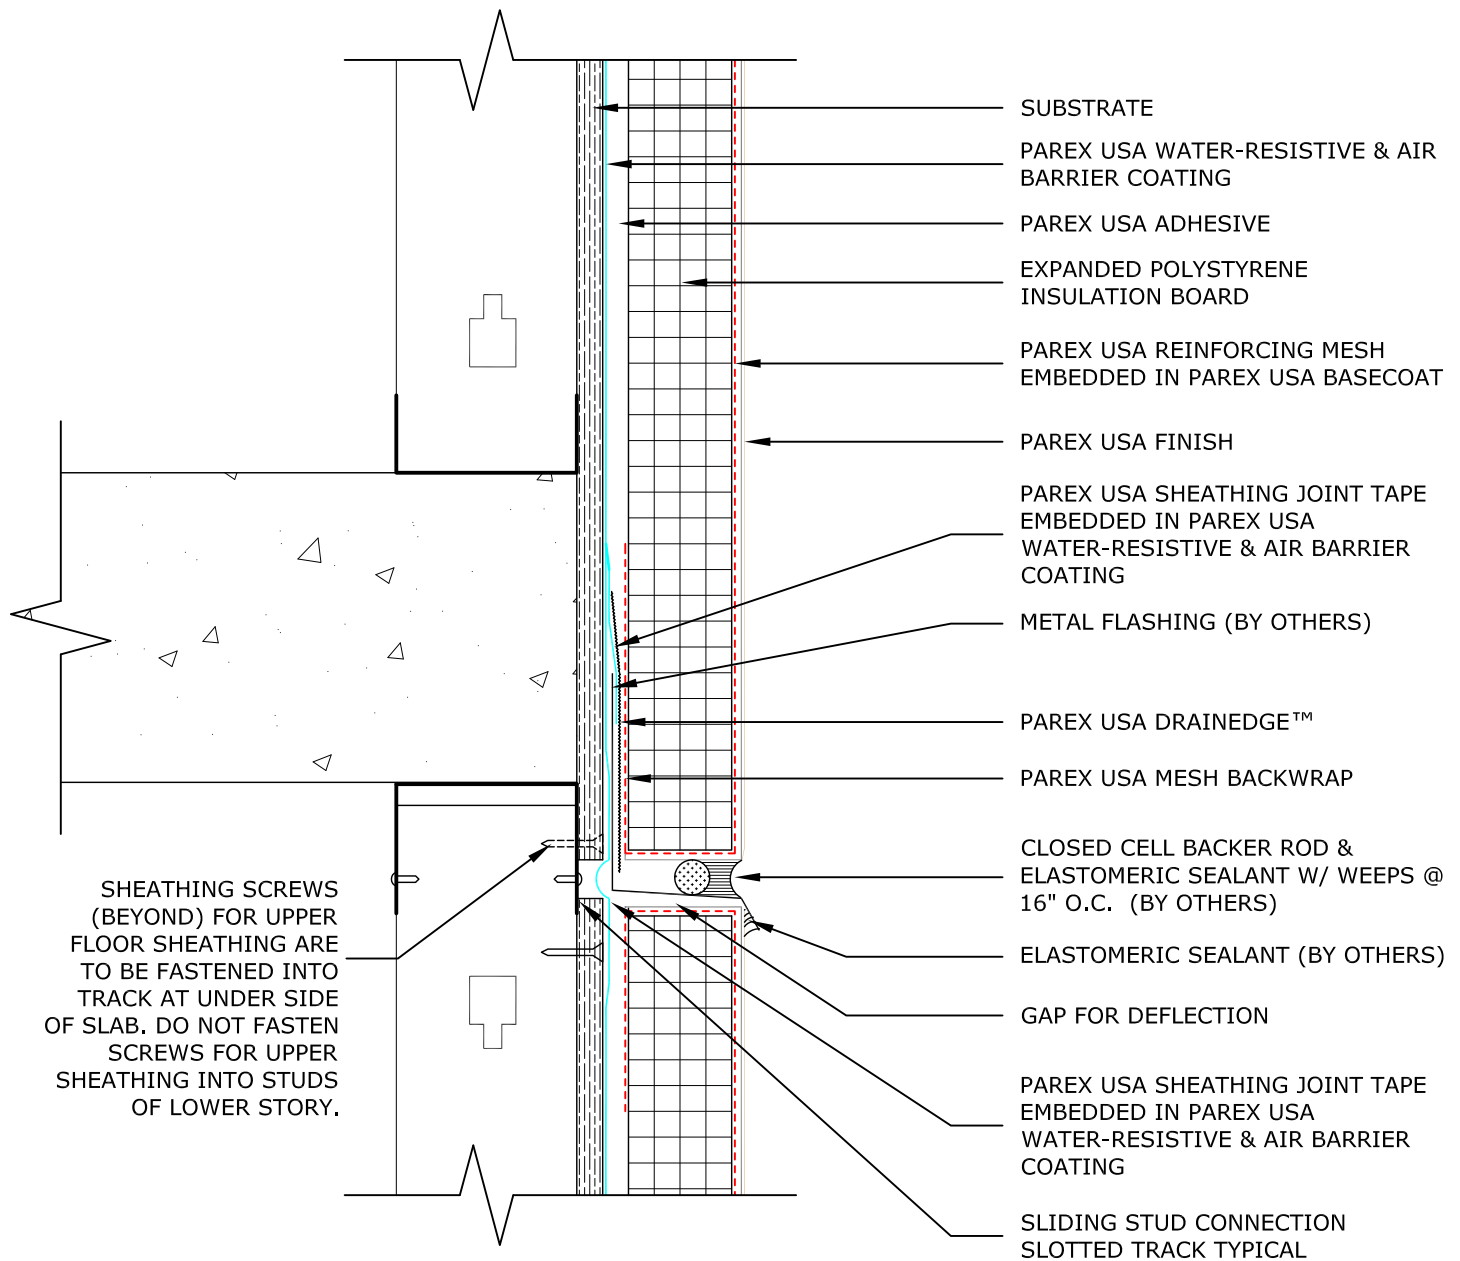 SUBSTRATE
PAREX USA WATER-RESISTIVE & AIR
BARRIER COATING
PAREX USA ADHESIVE
EXPANDED POLYSTYRENE
INSULATION BOARD
PAREX USA REINFORCING MESH
EMBEDDED IN PAREX USA BASECOAT
PAREX USA FINISH
PAREX USA SHEATHING JOINT TAPE
EMBEDDED IN PAREX USA
WATER-RESISTIVE & AIR BARRIER
COATING
METAL FLASHING (BY OTHERS)
PAREX USA DRAINEDGE™
PAREX USA MESH BACKWRAP
CLOSED CELL BACKER ROD &
ELASTOMERIC SEALANT W/ WEEPS @
16" O.C. (BY OTHERS)
ELASTOMERIC SEALANT (BY OTHERS)
GAP FOR DEFLECTION
PAREX USA SHEATHING JOINT TAPE
EMBEDDED IN PAREX USA
WATER-RESISTIVE & AIR BARRIER
COATING
SLIDING STUD CONNECTION
SLOTTED TRACK TYPICAL
SHEATHING SCREWS
(BEYOND) FOR UPPER
FLOOR SHEATHING ARE
TO BE FASTENED INTO
TRACK AT UNDER SIDE
OF SLAB. DO NOT FASTEN
SCREWS FOR UPPER
SHEATHING INTO STUDS
OF LOWER STORY.